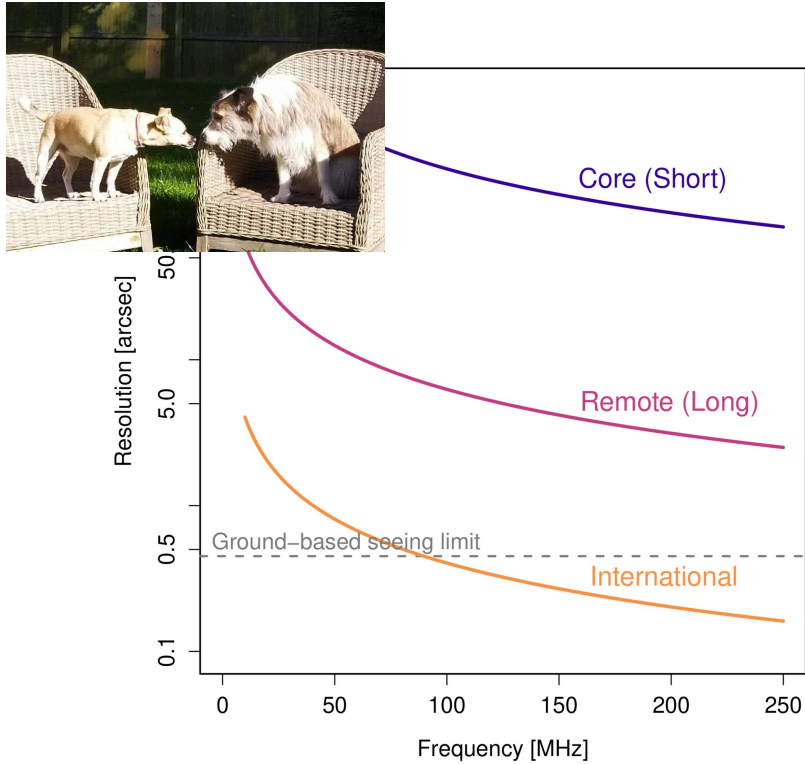 Core (Short)
50
Resolution [arcsec]
5.0
Remote (Long)
Ground−based seeing limit
0.5
International
0.1
0 50 100 150 200 250
Frequency [MHz]